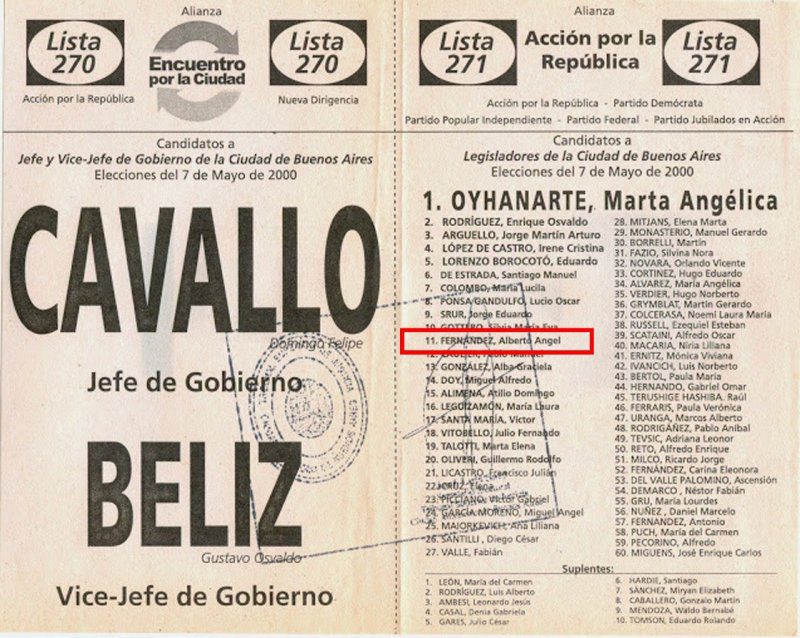 Alianza
Lista
270
Encuentro
por la Ciudad
Lista
270
Acción por la República
Nueva Dirigencia
Candidatos a
Jefe y Vice-Jefe de Gobierno de la Ciudad de Buenos Aires
Elecciones del 7 de Mayo de 2000
CAVALLO
Domingo Felipe
Jefe de Gobierno
BELIZ
Gustavo Osvaldo
Vice-Jefe de Gobierno
Alianza
Lista
271
Acción por la
República
Lista
271
Acción por la República - Partido Demócrata
Partido Popular Independiente - Partido Federal - Partido Jubilados en Acción
Candidatos a
Legisladores de la Ciudad de Buenos Aires
Elecciones del 7 de Mayo de 2000
1. OYHANARTE, Marta Angélica
2. RODRÍGUEZ, Enrique Osvaldo
3. ARGUELLO, Jorge Martín Arturo
4. LÓPEZ DE CASTRO, Irene Cristina
5. LORENZO BOROCOTÓ, Eduardo
6. DE ESTRADA, Santiago Manuel
7. COLOMBO, María Lucila
8. PONSA GANDULFO, Lucio Oscar
9. SRUR, Jorge Eduardo
10. GOTTERO, Silvia María Eva
11. FERNÁNDEZ, Alberto Angel
12. Manuel
13. GONZÁLEZ, Alba Graciela
14. DOY, Miguel Alfredo
15. ALIMENA, Atilio Domingo
16. LEGUIZAMÓN, María Laura
17. SANTA MARÍA, Víctor
18. VITOBELLO, Julio Fernando
19. TALOTTI, Marta Elena
20. OLIVERI, Guillermo Rodolfo
21. LICASTRO, Francisco Julián
22. CRUZ, Elena
23. PICCIANO, Víctor Gabriel
24. GARCÍA MORENO, Miguel Angel
25. MAJORKEVICH, Ana Liliana
26. SANTILLI, Diego César
27. VALLE, Fabián
28. MITJANS, Elena Marta
29. MONASTERIO, Manuel Gerardo
30. BORRELLI, Martín
31. FAZIO, Silvina Nora
32. NOVARA, Orlando Vicente
33. CORTINEZ, Hugo Eduardo
34. ALVAREZ, María Angélica
35. VERDIER, Hugo Norberto
36. GRYMBLAT, Martín Gerardo
37. COLCERASA, Noemí Laura María
38. RUSSELL, Ezequiel Esteban
39. SCATAINI, Alfredo Oscar
40. MACARIA, Niria Liliana
41. ERNITZ, Mónica Viviana
42. IVANCICH, Luis Norberto
43. BERTOL, Paula María
44. HERNANDO, Gabriel Omar
45. TERUSHIGE HASHIBA. Raúl
46. FERRARIS, Paula Verónica
47. URANGA, Marcos Alberto
48. RODRIGÁÑEZ, Pablo Aníbal
49. TEVSIC, Adriana Leonor
50. RETO, Alfredo Enrique
51. MILCO, Ricardo Jorge
52. FERNÁNDEZ, Carina Eleonora
53. DEL VALLE PALOMINO, Ascensión
54. DEMARCO, Néstor Fabián
55. GRU, María Lourdes
56. NUÑEZ, Daniel Marcelo
57. FERNÁNDEZ, Antonio
58. PUCH, María del Carmen
59. PECORINO, Alfredo
60. MIGUENS, José Enrique Carlos
Suplentes:
1. LEÓN, María del Carmen
2. RODRÍGUEZ, Luis Alberto
3. AMBESI, Leonardo Jesús
4. CASAL, Denia Gabriela
5. GARES, Julio César
6. HARDIE, Santiago
7. SÁNCHEZ, Miryan Elizabeth
8. CABALLERO, Gonzalo Martín
9. MENDOZA, Waldo Bernabé
10. TOMSON, Eduardo Rolando